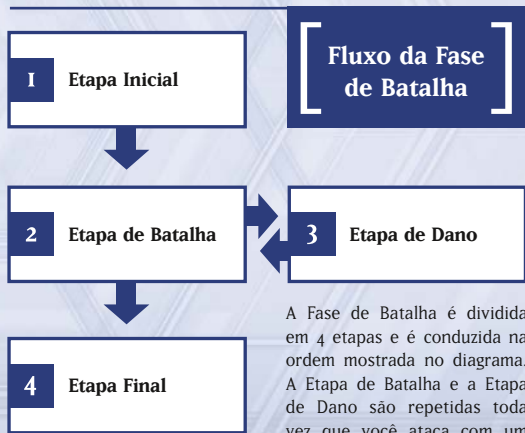 Fluxo da Fase
de Batalha
1 Etapa Inicial
2 Etapa de Batalha
3 Etapa de Dano
4 Etapa Final
A Fase de Batalha é dividida
em 4 etapas e é conduzida na
ordem mostrada no diagrama.
A Etapa de Batalha e a Etapa
de Dano são repetidas toda
vez que você ataca com um